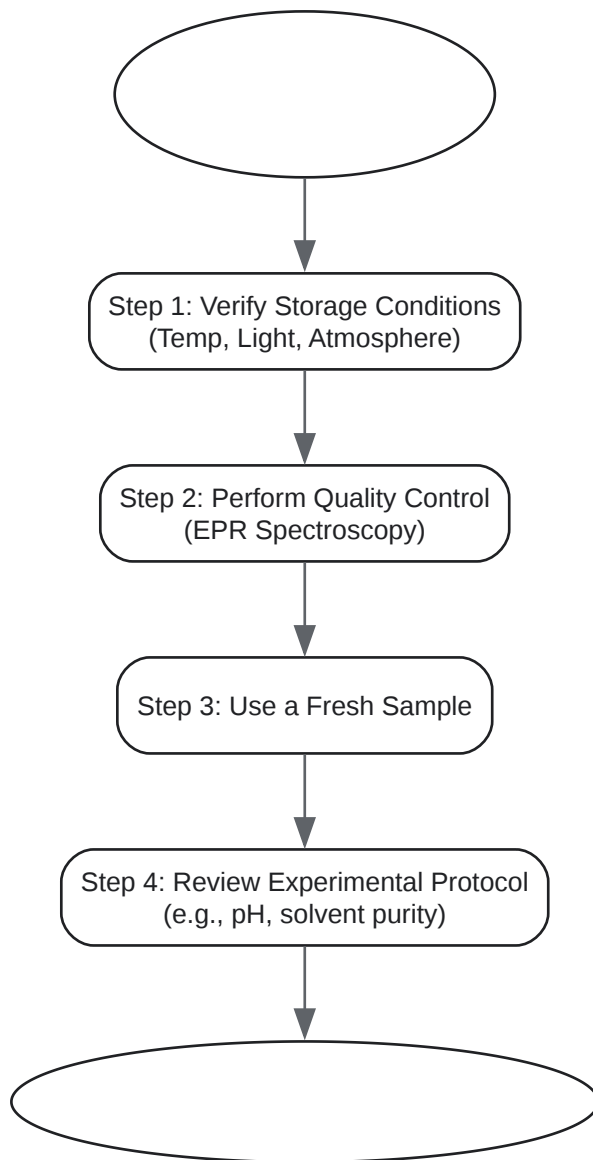 Step 1: Verify Storage Conditions
(Temp, Light, Atmosphere)
Step 2: Perform Quality Control
(EPR Spectroscopy)
Step 3: Use a Fresh Sample
Step 4: Review Experimental Protocol
(e.g., pH, solvent purity)